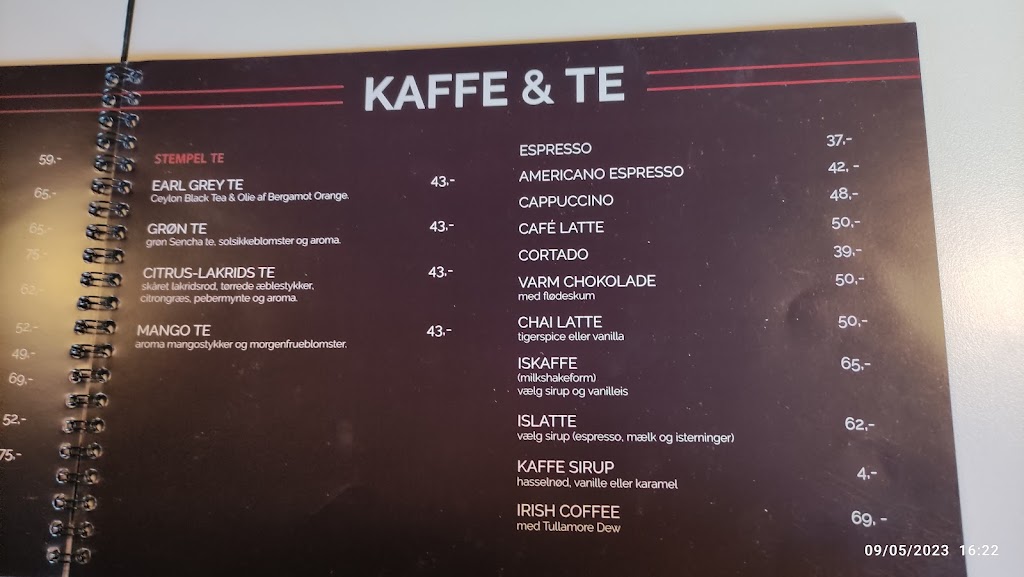 KAFFE & TE
59,-
65,-
65,-
75,-
62,-
52,-
49,-
69,-
52,-
75,-
STEMPEL TE
EARL GREY TE 43,-
Ceylon Black Tea & Olie af Bergamot Orange.
GRØN TE 43,-
grøn Sencha te, solsikkeblomster og aroma.
CITRUS-LAKRIDS TE 43,-
skåret lakridsrod, tørrede æblestykker,
citrongræs, pebermynte og aroma.
MANGO TE 43,-
aroma mangostykker og morgenfrueblomster.
ESPRESSO 37,-
AMERICANO ESPRESSO 42,-
CAPPUCCINO 48,-
CAFÉ LATTE 50,-
CORTADO 39,-
VARM CHOKOLADE 50,-
med flødeskum
CHAI LATTE 50,-
tigerspice eller vanilla
ISKAFFE 65,-
(milkshakeform)
vælg sirup og vanilleis
ISLATTE 62,-
vælg sirup (espresso, mælk og isterninger)
KAFFE SIRUP 4,-
hasselnød, vanille eller karamel
IRISH COFFEE 69,-
med Tullamore Dew
09/05/2023 16:22